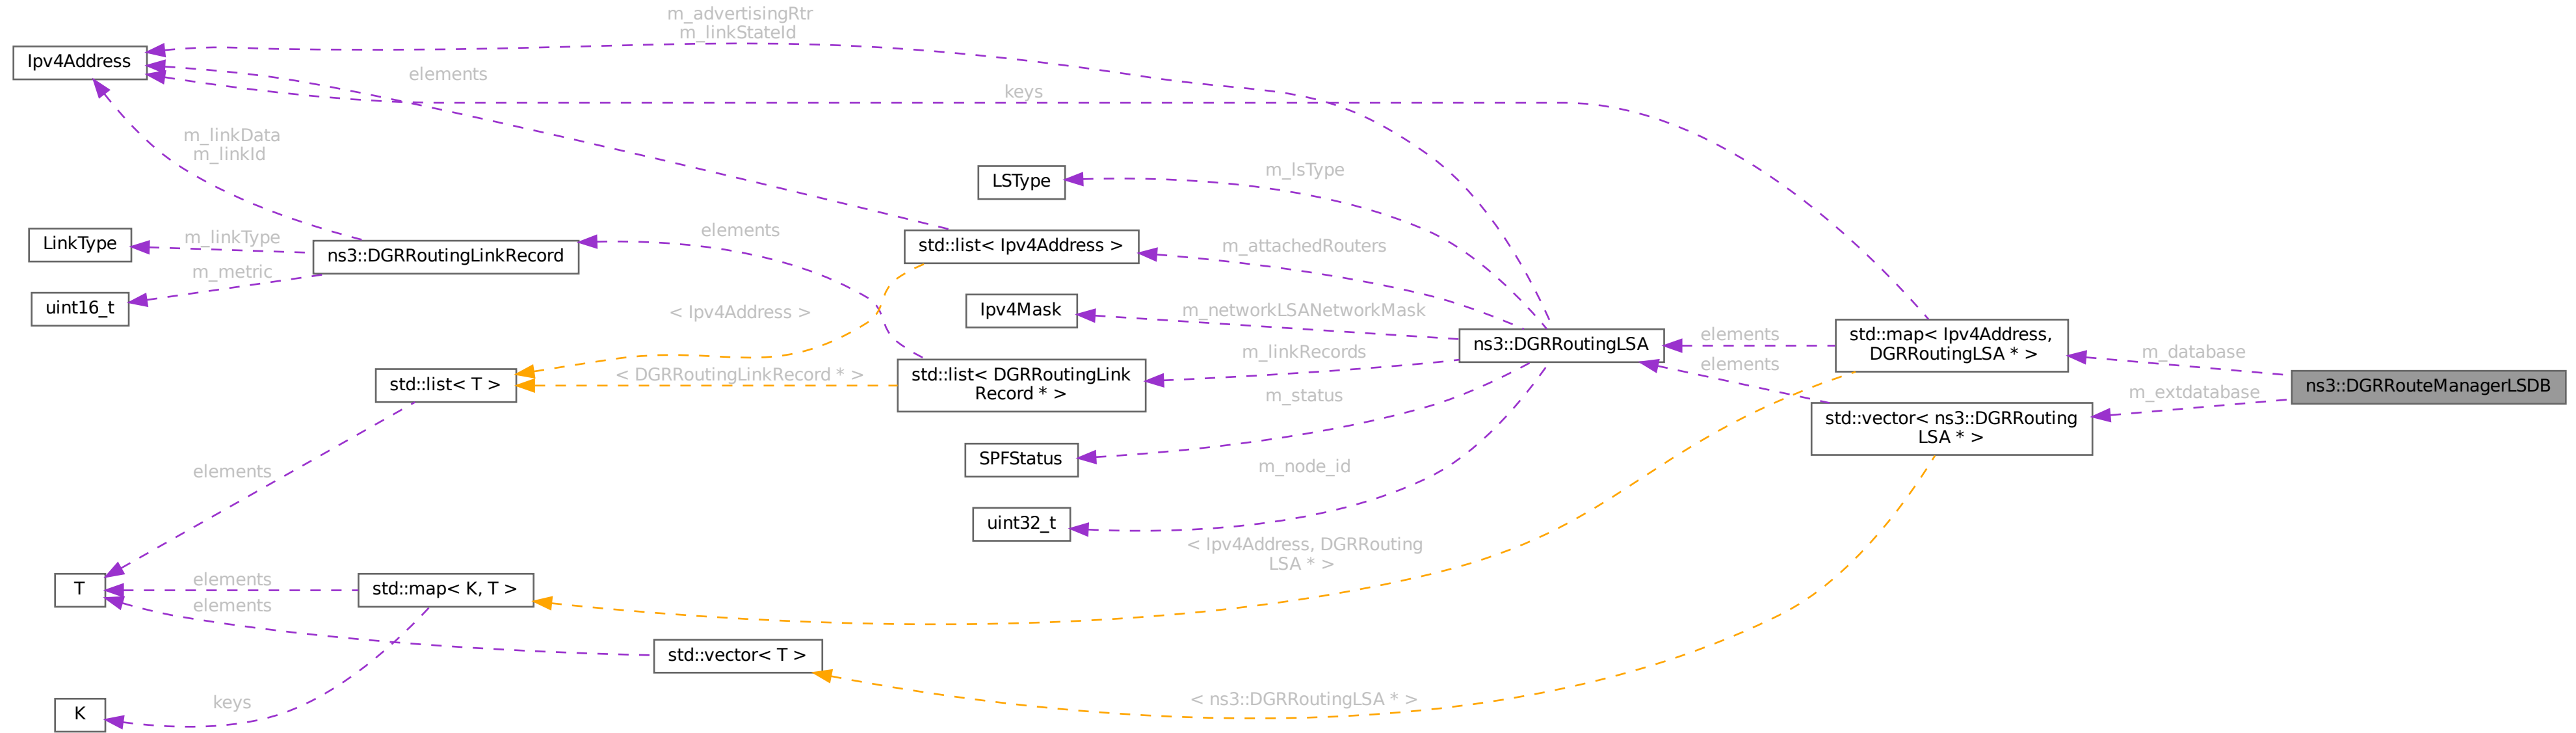 m_advertisingRtr
m_linkStateId
Ipv4Address
elements
keys
m_linkData
m_linkId
m_lsType
LSType
LinkType
m_linkType
ns3::DGRRoutingLinkRecord
elements
std::list< Ipv4Address >
m_attachedRouters
m_metric
uint16_t
< Ipv4Address >
Ipv4Mask
m_networkLSANetworkMask
ns3::DGRRoutingLSA
elements
std::map< Ipv4Address,
DGRRoutingLSA * >
m_database
m_linkRecords
elements
std::list< T >
< DGRRoutingLinkRecord * >
std::list< DGRRoutingLink
Record * >
ns3::DGRRouteManagerLSDB
m_status
m_extdatabase
std::vector< ns3::DGRRouting
LSA * >
SPFStatus
elements
m_node_id
uint32_t
< Ipv4Address, DGRRouting
LSA * >
T
elements
std::map< K, T >
elements
std::vector< T >
keys
K
< ns3::DGRRoutingLSA * >